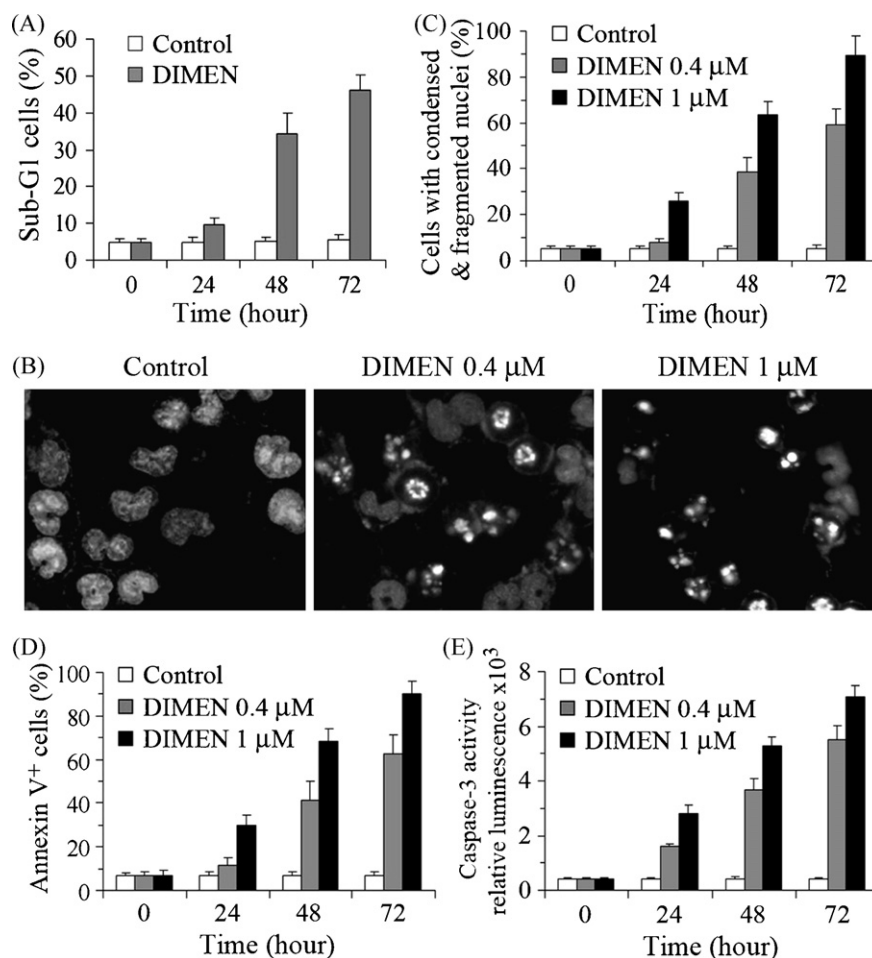 (A)
Control
DIMEN
Sub-G1 cells (%)
60
50
40
30
20
10
0
0 24 48 72
Time (hour)
(C)
Control
DIMEN 0.4 µM
DIMEN 1 µM
Cells with condensed
& fragmented nuclei (%)
100
80
60
40
20
0
0 24 48 72
Time (hour)
(B)
Control DIMEN 0.4 µM DIMEN 1 µM
(D)
Control
DIMEN 0.4 µM
DIMEN 1 µM
Annexin V+ cells (%)
100
80
60
40
20
0
0 24 48 72
Time (hour)
(E)
Control
DIMEN 0.4 µM
DIMEN 1 µM
Caspase-3 activity
relative luminescence x10³
8
6
4
2
0
0 24 48 72
Time (hour)